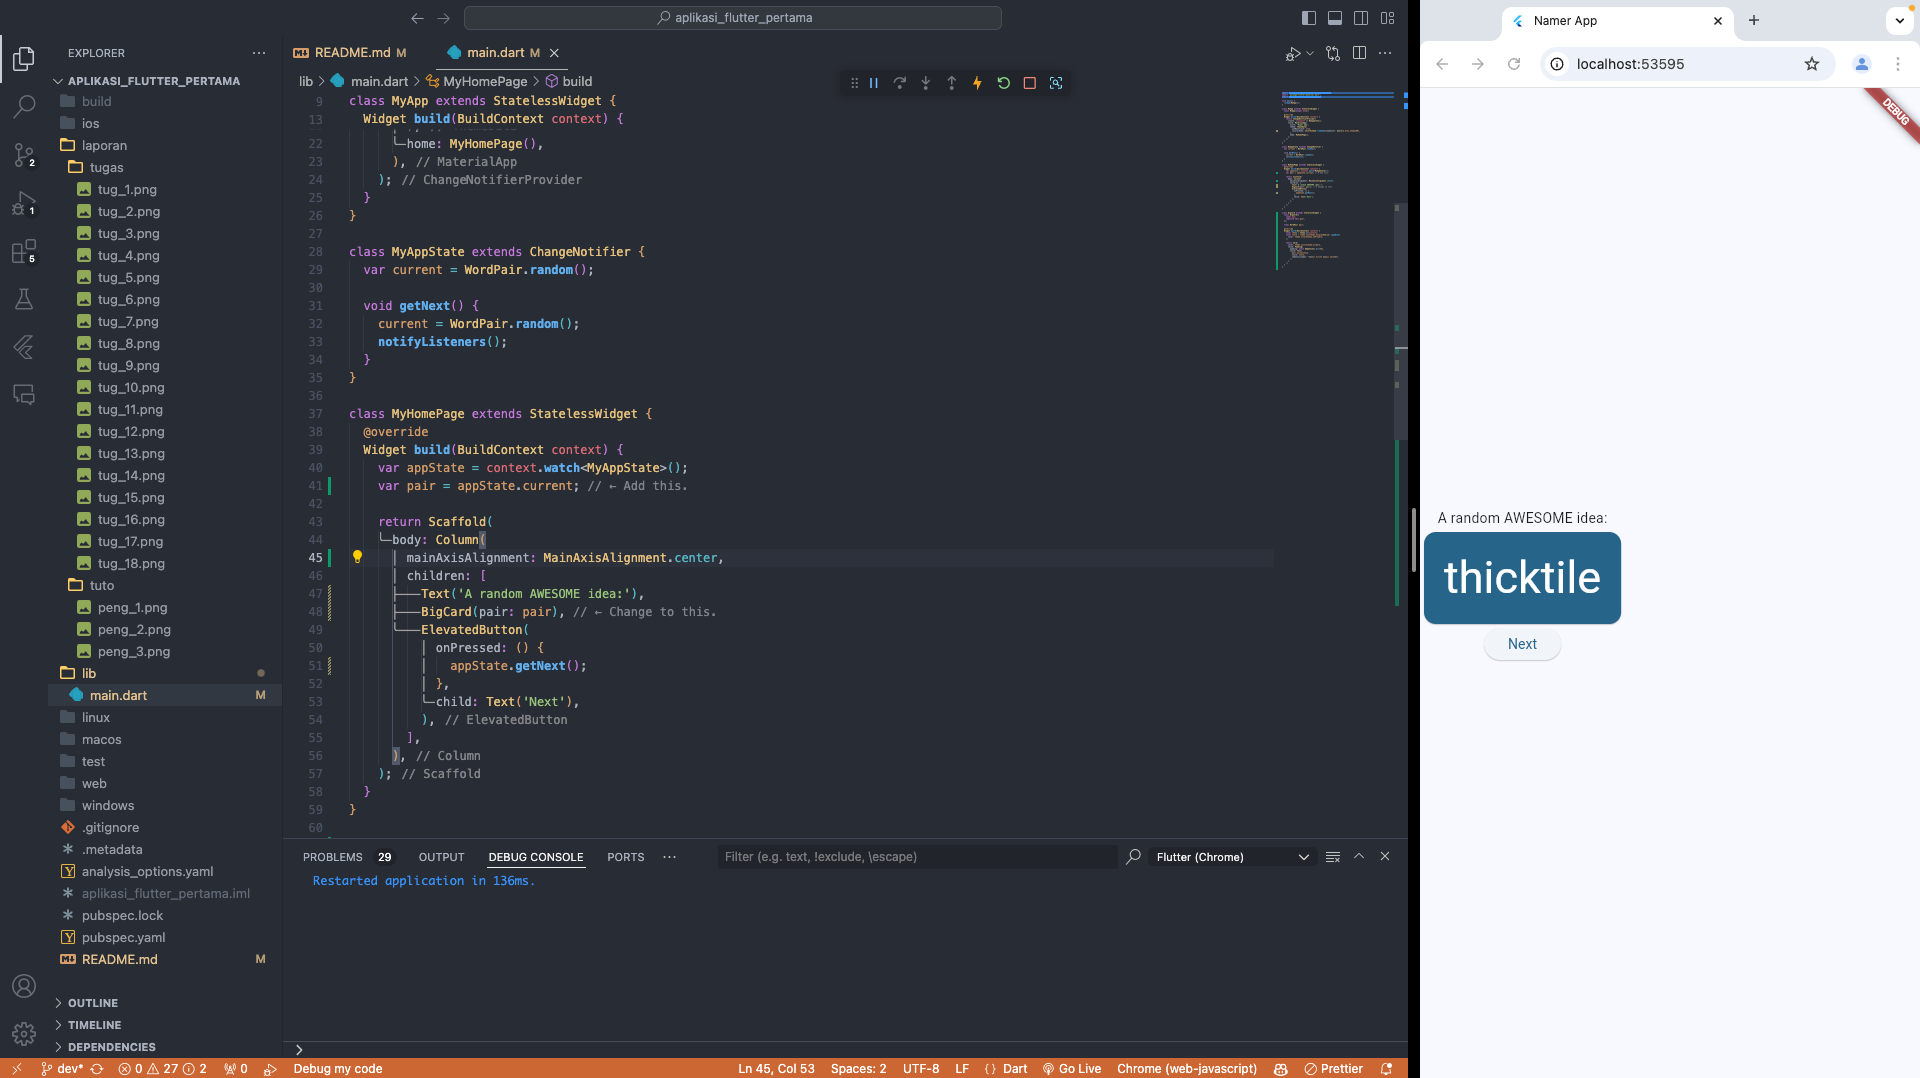 aplikasi_flutter_pertama
EXPLORER
APLIKASI_FLUTTER_PERTAMA
build
ios
laporan
tugas
tug_1.png
tug_2.png
tug_3.png
tug_4.png
tug_5.png
tug_6.png
tug_7.png
tug_8.png
tug_9.png
tug_10.png
tug_11.png
tug_12.png
tug_13.png
tug_14.png
tug_15.png
tug_16.png
tug_17.png
tug_18.png
tuto
peng_1.png
peng_2.png
peng_3.png
lib
main.dart M
linux
macos
test
web
windows
.gitignore
.metadata
analysis_options.yaml
aplikasi_flutter_pertama.iml
pubspec.lock
pubspec.yaml
README.md M
OUTLINE
TIMELINE
DEPENDENCIES
2
1
5
README.md M main.dart M
lib > main.dart > MyHomePage > build
9 class MyApp extends StatelessWidget {
13 Widget build(BuildContext context) {
22 home: MyHomePage(),
23 ), // MaterialApp
24 ); // ChangeNotifierProvider
25 }
26 }
27
28 class MyAppState extends ChangeNotifier {
29 var current = WordPair.random();
30
31 void getNext() {
32 current = WordPair.random();
33 notifyListeners();
34 }
35 }
36
37 class MyHomePage extends StatelessWidget {
38 @override
39 Widget build(BuildContext context) {
40 var appState = context.watch<MyAppState>();
41 var pair = appState.current; // ← Add this.
42
43 return Scaffold(
44 body: Column(
45 mainAxisAlignment: MainAxisAlignment.center,
46 children: [
47 Text('A random AWESOME idea:'),
48 BigCard(pair: pair), // ← Change to this.
49 ElevatedButton(
50 onPressed: () {
51 appState.getNext();
52 },
53 child: Text('Next'),
54 ), // ElevatedButton
55 ],
56 ), // Column
57 ); // Scaffold
58 }
59 }
60
PROBLEMS 29 OUTPUT DEBUG CONSOLE PORTS
Filter (e.g. text, !exclude, \escape)
Flutter (Chrome)
Restarted application in 136ms.
dev* 0 27 2 0 Debug my code
Ln 45, Col 53 Spaces: 2 UTF-8 LF {} Dart Go Live Chrome (web-javascript) Prettier
Namer App
localhost:53595
DEBUG
A random AWESOME idea:
thicktile
Next